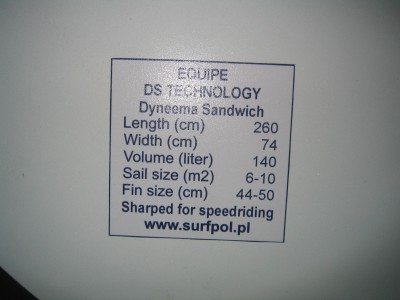 EQUIPE
DS TECHNOLOGY
Dyneema Sandwich
Length (cm) 260
Width (cm) 74
Volume (liter) 140
Sail size (m2) 6-10
Fin size (cm) 44-50
Sharped for speedriding
www.surfpol.pl